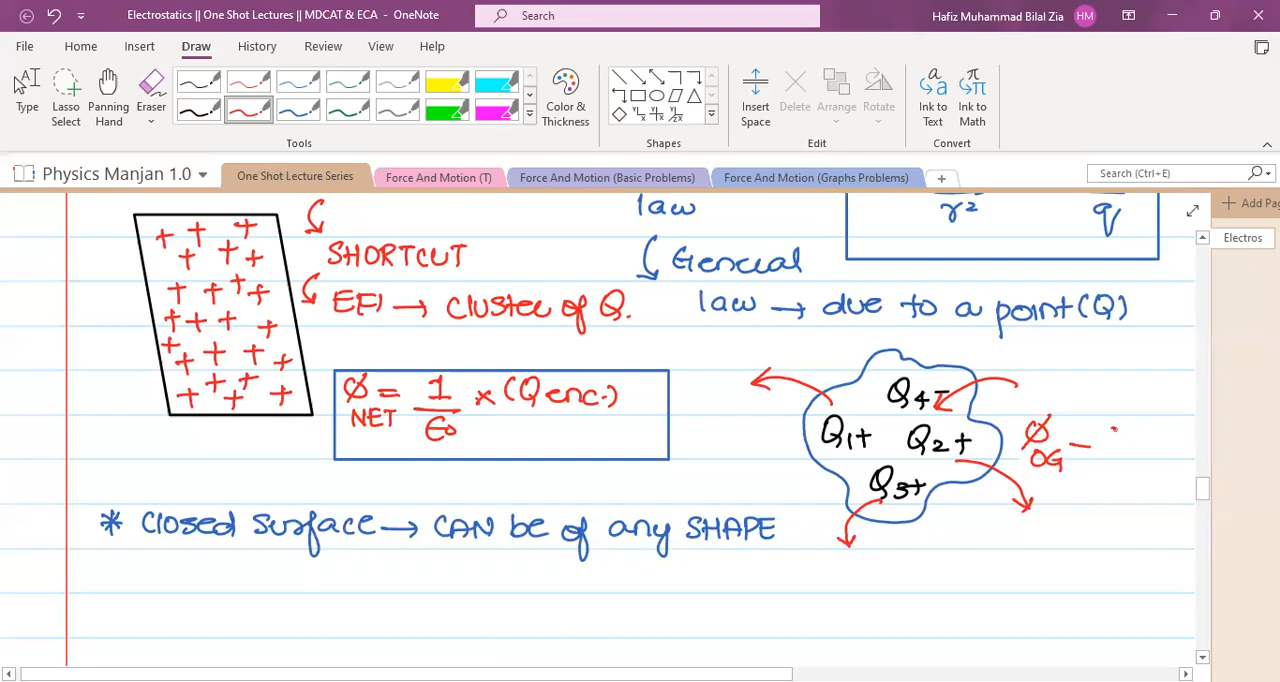 Electrostatics || One Shot Lectures || MDCAT & ECA - OneNote
Search
Hafiz Muhammad Bilal Zia
HM
File Home Insert Draw History Review View Help
Type
Lasso Select
Panning Hand
Eraser
Color & Thickness
Insert Space
Delete
Arrange
Rotate
Ink to Text
Ink to Math
Tools Shapes Edit Convert
Physics Manjan 1.0
One Shot Lecture Series
Force And Motion (T)
Force And Motion (Basic Problems)
Force And Motion (Graphs Problems)
Search (Ctrl+E)
Add Pag
Electros
law
r² q
SHORTCUT
General
EFI → cluster of Q.
law → due to a point (Q)
Ø NET = 1/ε₀ × (Q enc.)
Q4-
Q1+ Q2+
Q3+
Ø OG –
* Closed surface → CAN be of any SHAPE